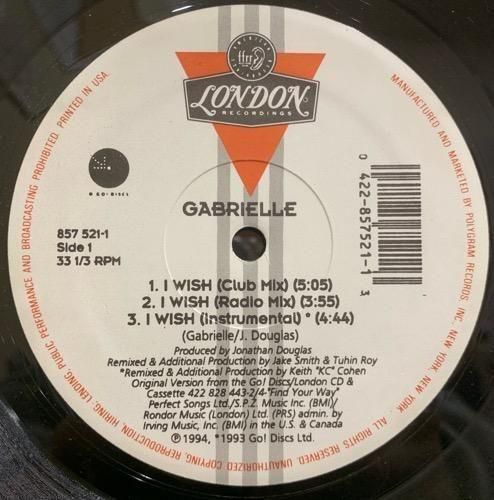 AMERICAN
ffrr
RECORDINGS
LONDON
RECORDINGS
® GO! DISCS
GABRIELLE
857 521-1
Side 1
33 1/3 RPM
0 422-857521-1 3
1. I WISH (Club Mix) (5:05)
2. I WISH (Radio Mix) (3:55)
3. I WISH (Instrumental) * (4:44)
(Gabrielle/J. Douglas)
Produced by Jonathan Douglas
Remixed & Additional Production by Jake Smith & Tuhin Roy
*Remixed & Additional Production by Keith "KC" Cohen
Original Version from the Go! Discs/London CD &
Cassette 422 828 443-2/4-"Find Your Way"
Perfect Songs Ltd./S.P.Z. Music Inc. (BMI)/
Rondor Music (London) Ltd. (PRS) admin. by
Irving Music, Inc. (BMI) in the U.S. & Canada
℗ 1994, *1993 Go! Discs Ltd.
MANUFACTURED AND MARKETED BY POLYGRAM RECORDS, INC. NEW YORK, NEW YORK.
ALL RIGHTS RESERVED. UNAUTHORIZED COPYING, REPRODUCTION, HIRING, LENDING, PUBLIC PERFORMANCE AND BROADCASTING PROHIBITED. PRINTED IN USA.